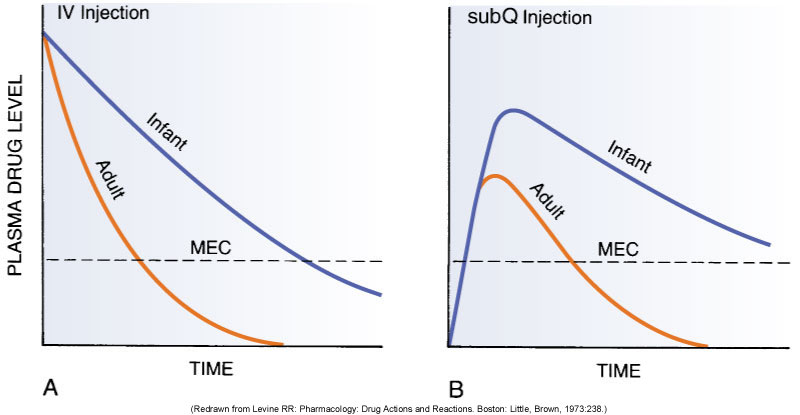 IV Injection
PLASMA DRUG LEVEL
Infant
Adult
MEC
TIME
A
subQ Injection
Infant
Adult
MEC
TIME
B
(Redrawn from Levine RR: Pharmacology: Drug Actions and Reactions. Boston: Little, Brown, 1973:238.)